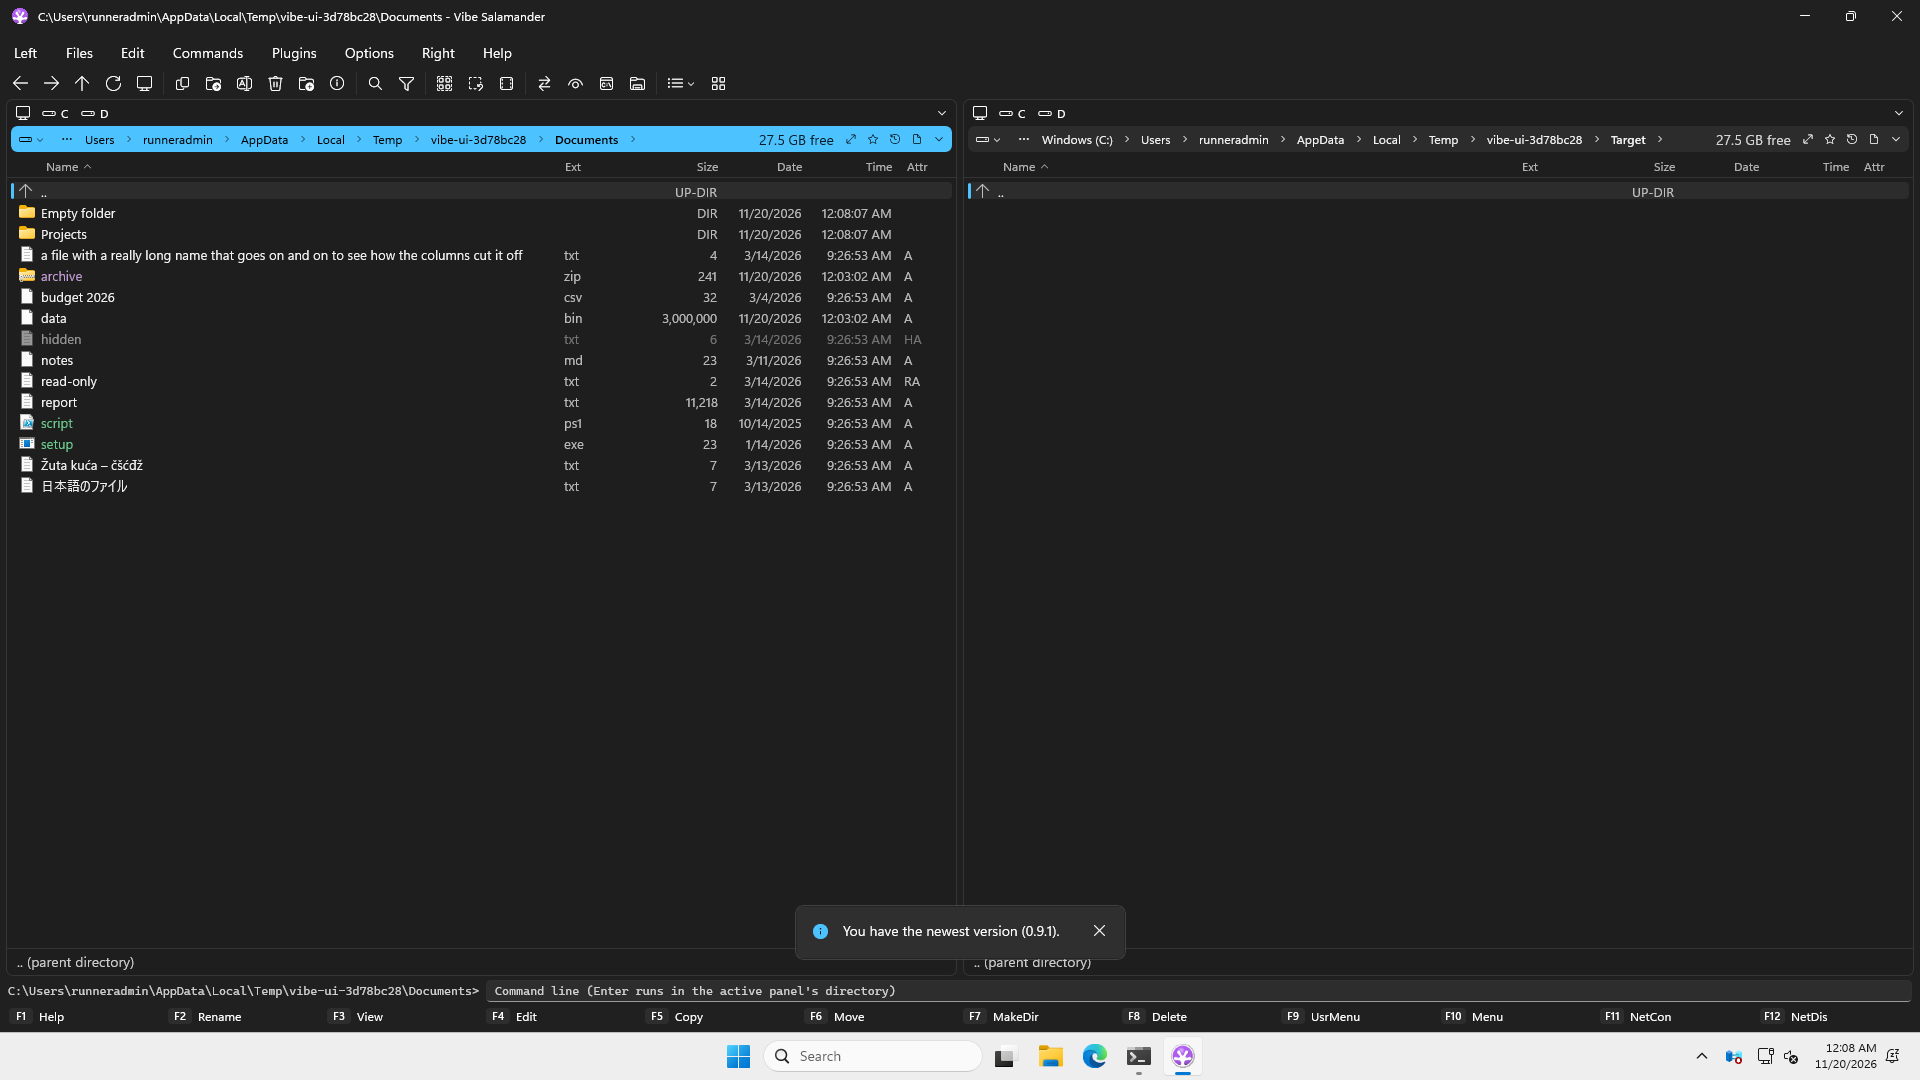 C:\Users\runneradmin\AppData\Local\Temp\vibe-ui-3d78bc28\Documents - Vibe Salamander
Left Files Edit Commands Plugins Options Right Help
C D
C D
Users runneradmin AppData Local Temp vibe-ui-3d78bc28 Documents 27.5 GB free
Windows (C:) Users runneradmin AppData Local Temp vibe-ui-3d78bc28 Target 27.5 GB free
Name Ext Size Date Time Attr
Name Ext Size Date Time Attr
.. UP-DIR
.. UP-DIR
Empty folder DIR 11/20/2026 12:08:07 AM
Projects DIR 11/20/2026 12:08:07 AM
a file with a really long name that goes on and on to see how the columns cut it off txt 4 3/14/2026 9:26:53 AM A
archive zip 241 11/20/2026 12:03:02 AM A
budget 2026 csv 32 3/4/2026 9:26:53 AM A
data bin 3,000,000 11/20/2026 12:03:02 AM A
hidden txt 6 3/14/2026 9:26:53 AM HA
notes md 23 3/11/2026 9:26:53 AM A
read-only txt 2 3/14/2026 9:26:53 AM RA
report txt 11,218 3/14/2026 9:26:53 AM A
script ps1 18 10/14/2025 9:26:53 AM A
setup exe 23 1/14/2026 9:26:53 AM A
Žuta kuća – čšćđž txt 7 3/13/2026 9:26:53 AM A
日本語のファイル txt 7 3/13/2026 9:26:53 AM A
You have the newest version (0.9.1).
.. (parent directory)
.. (parent directory)
C:\Users\runneradmin\AppData\Local\Temp\vibe-ui-3d78bc28\Documents> Command line (Enter runs in the active panel's directory)
F1 Help F2 Rename F3 View F4 Edit F5 Copy F6 Move F7 MakeDir F8 Delete F9 UsrMenu F10 Menu F11 NetCon F12 NetDis
Search
12:08 AM
11/20/2026